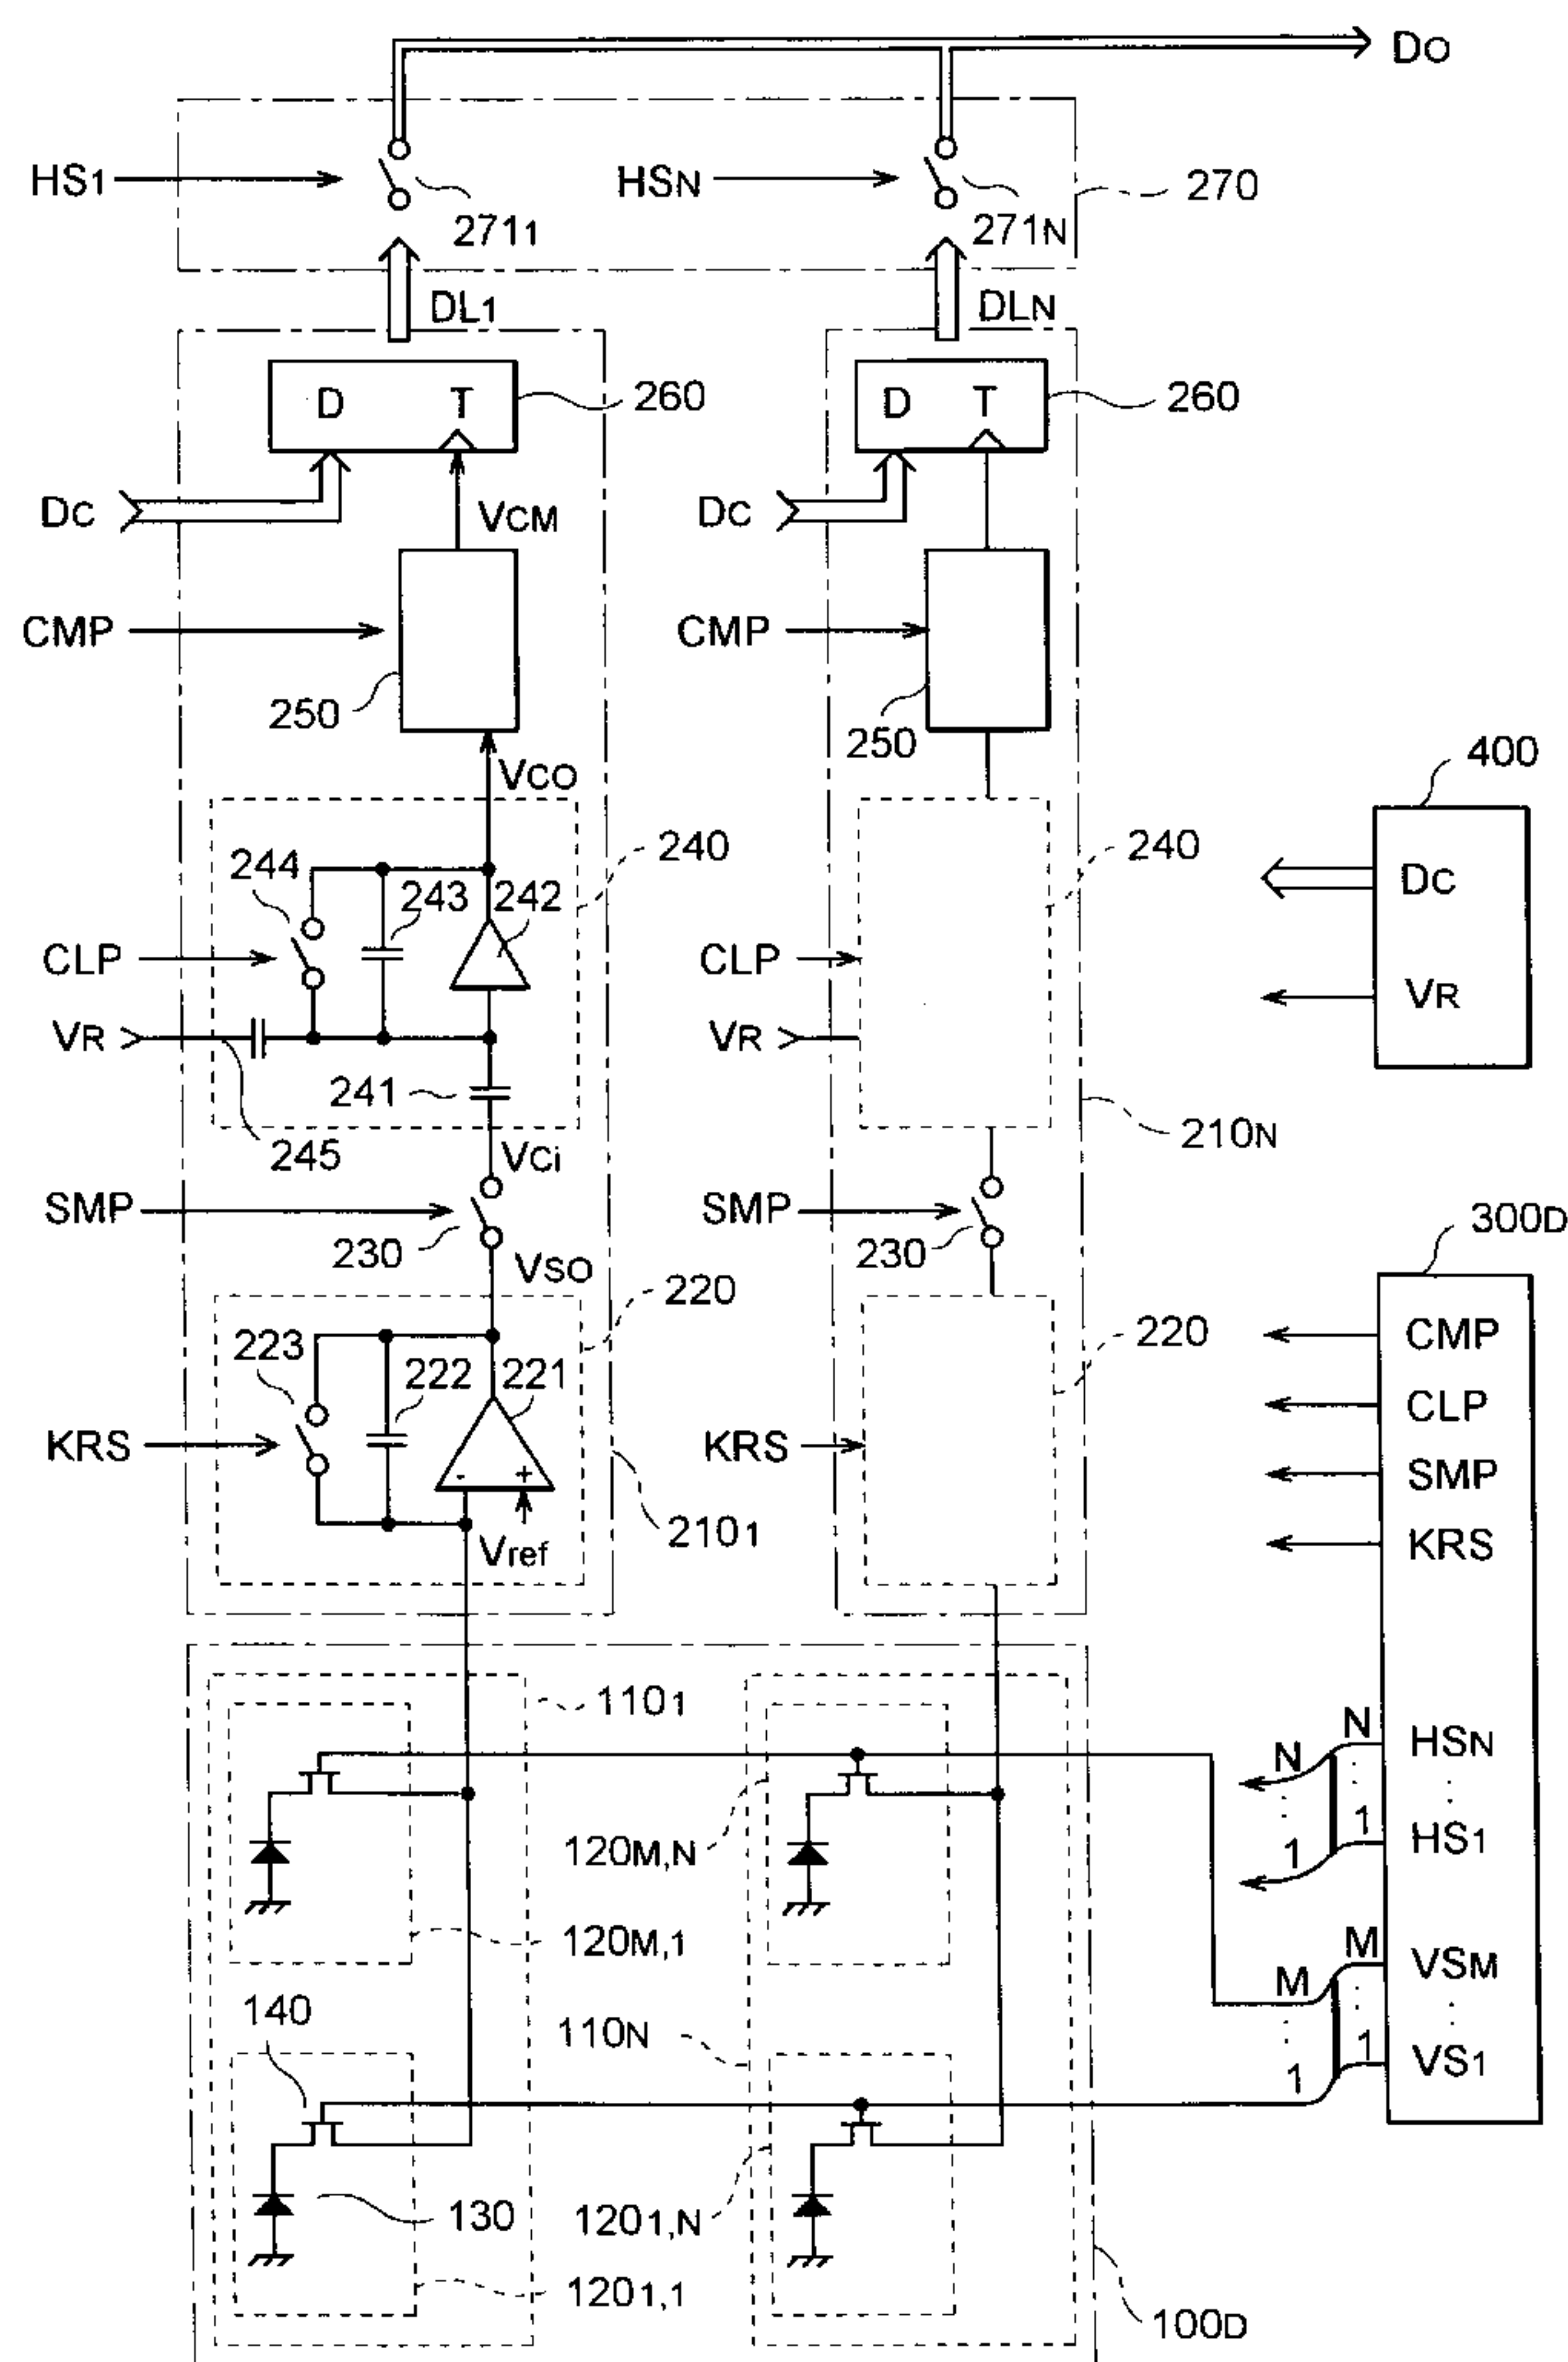 DO
HS1
HSN
270
2711
271N
DL1
DLN
D T
260
D T
260
DC
VCM
DC
CMP
CMP
250
250
VCO
400
DC
VR
244
243
242
240
240
CLP
CLP
VR
VR
241
245
VCi
210N
SMP
SMP
230
230
VSO
300D
220
220
223
222
221
CMP
CLP
SMP
KRS
KRS
KRS
- +
Vref
2101
1101
N N HSN
1 1 HS1
120M,N
120M,1
M M VSM
1 1 VS1
140
110N
130
1201,N
1201,1
100D